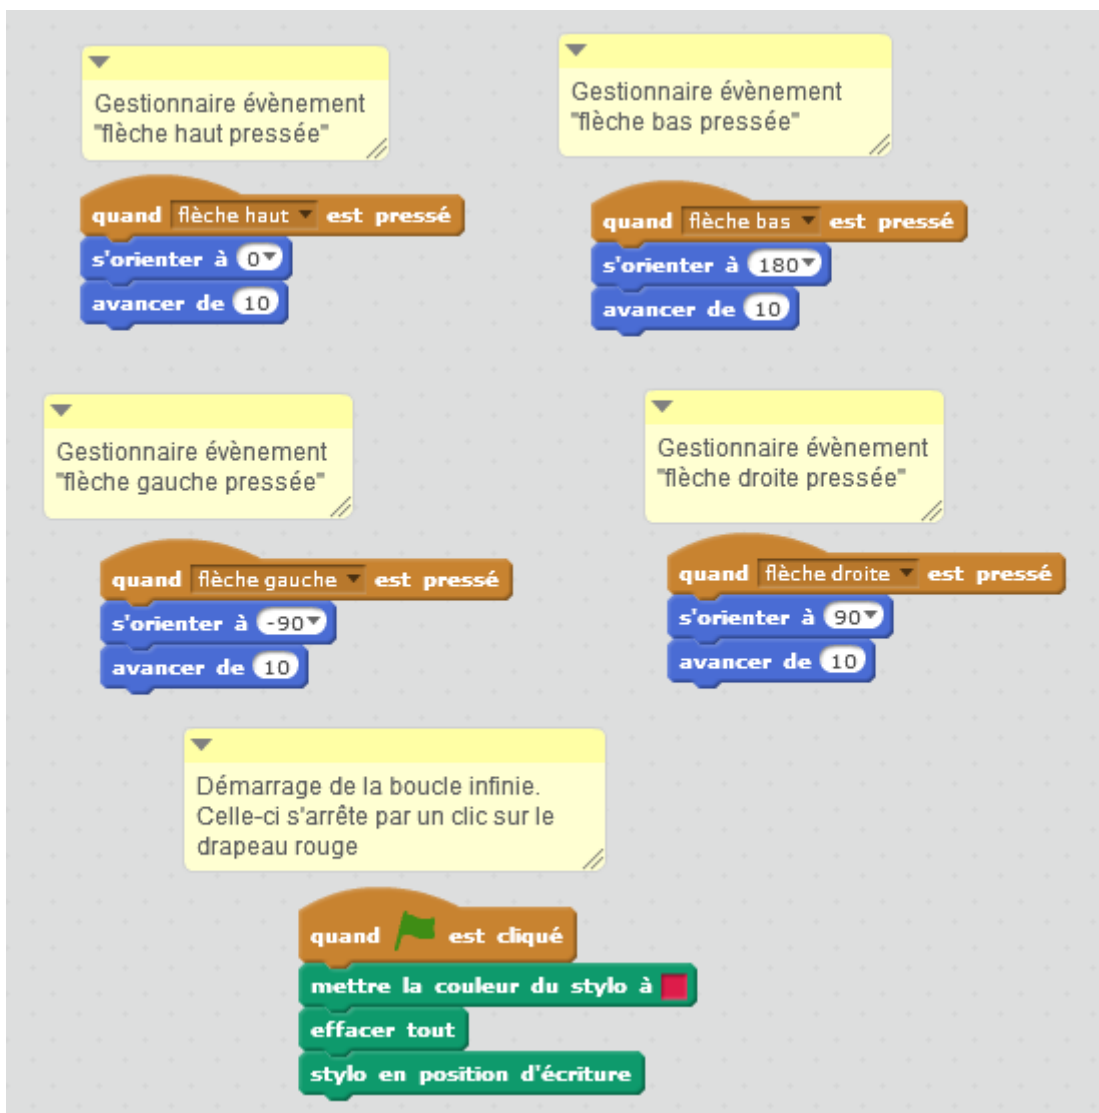 Gestionnaire évènement
"flèche haut pressée"
quand flèche haut est pressé
s'orienter à 0
avancer de 10
Gestionnaire évènement
"flèche bas pressée"
quand flèche bas est pressé
s'orienter à 180
avancer de 10
Gestionnaire évènement
"flèche gauche pressée"
quand flèche gauche est pressé
s'orienter à -90
avancer de 10
Gestionnaire évènement
"flèche droite pressée"
quand flèche droite est pressé
s'orienter à 90
avancer de 10
Démarrage de la boucle infinie.
Celle-ci s'arrête par un clic sur le
drapeau rouge
quand est cliqué
mettre la couleur du stylo à
effacer tout
stylo en position d'écriture